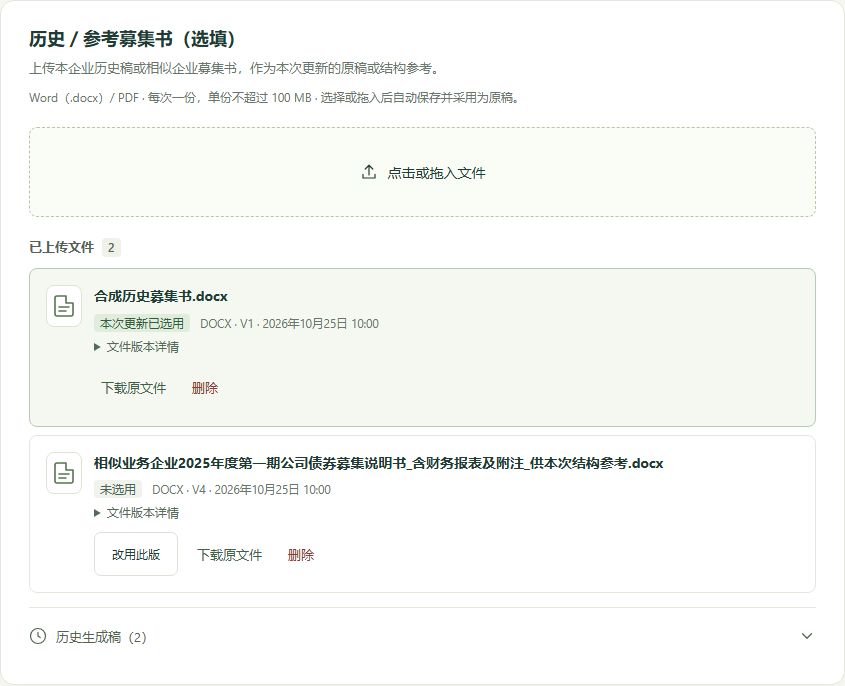 历史 / 参考募集书（选填）
上传本企业历史稿或相似企业募集书，作为本次更新的原稿或结构参考。
Word（.docx）/ PDF · 每次一份，单份不超过 100 MB · 选择或拖入后自动保存并采用为原稿。
点击或拖入文件
已上传文件 2
合成历史募集书.docx
本次更新已选用 DOCX · V1 · 2026年10月25日 10:00
文件版本详情
下载原文件 删除
相似业务企业2025年度第一期公司债券募集说明书_含财务报表及附注_供本次结构参考.docx
未选用 DOCX · V4 · 2026年10月25日 10:00
文件版本详情
改用此版 下载原文件 删除
历史生成稿（2）